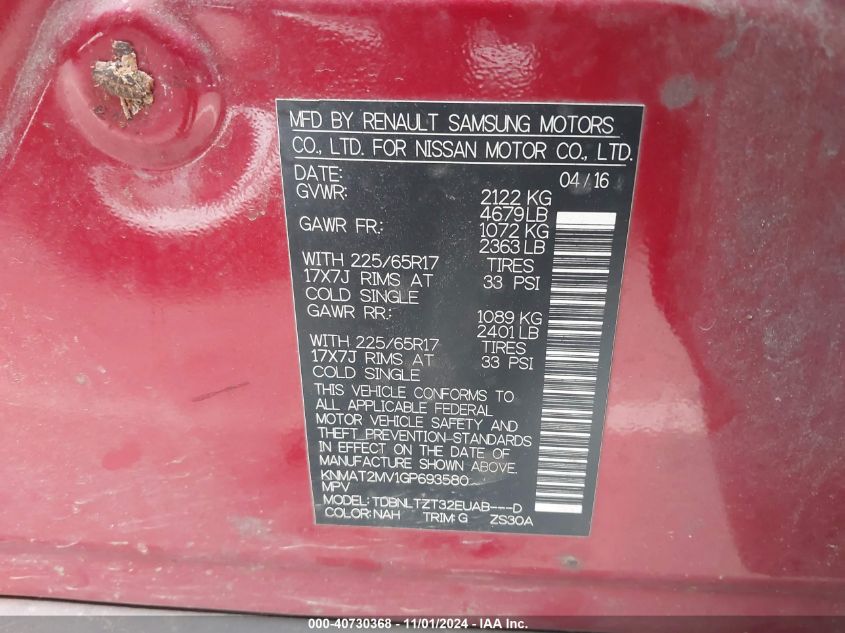 MFD BY RENAULT SAMSUNG MOTORS
CO., LTD. FOR NISSAN MOTOR CO., LTD.
DATE: 04/16
GVWR: 2122 KG
4679 LB
GAWR FR: 1072 KG
2363 LB
WITH 225/65R17 TIRES
17X7J RIMS AT 33 PSI
COLD SINGLE
GAWR RR: 1089 KG
2401 LB
WITH 225/65R17 TIRES
17X7J RIMS AT 33 PSI
COLD SINGLE
THIS VEHICLE CONFORMS TO
ALL APPLICABLE FEDERAL
MOTOR VEHICLE SAFETY AND
THEFT PREVENTION STANDARDS
IN EFFECT ON THE DATE OF
MANUFACTURE SHOWN ABOVE.
KNMAT2MV1GP693580
MPV
MODEL: TDBNLTZT32EUAB---D
COLOR: NAH TRIM: G ZS30A
000-40730368 - 11/01/2024 - IAA Inc.